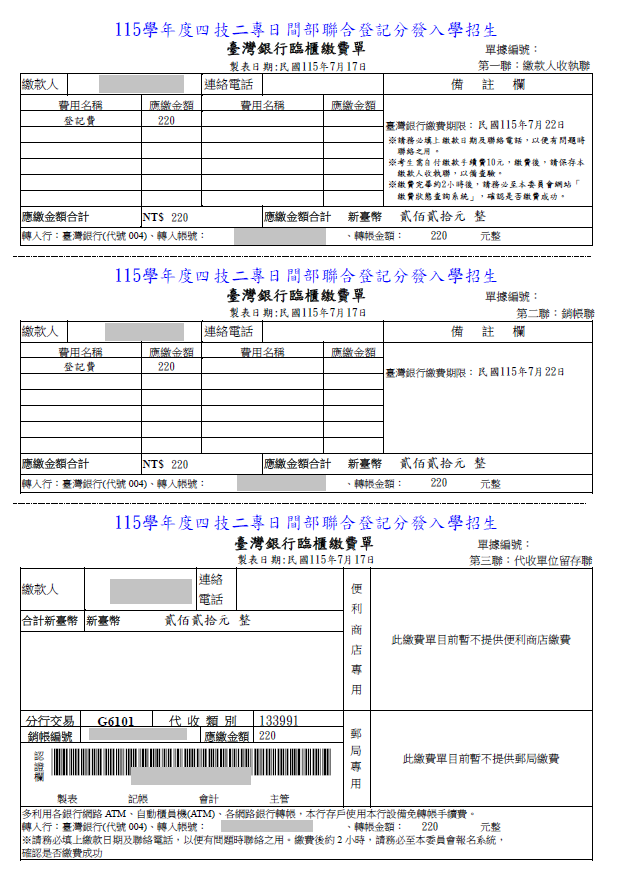 115學年度四技二專日間部聯合登記分發入學招生
臺灣銀行臨櫃繳費單
單據編號：
製表日期:民國115年7月17日
第一聯：繳款人收執聯
繳款人 連絡電話 備 註 欄
費用名稱 應繳金額 費用名稱 應繳金額
登記費 220
臺灣銀行繳費期限：民國115年7月22日
※請務必填上繳款日期及聯絡電話，以便有問題時
聯絡之用。
※考生需自付繳款手續費10元，繳費後，請保存本
繳款人收執聯，以備查驗。
※繳費完畢約2小時後，請務必至本委員會網站「
繳費狀態查詢系統」，確認是否繳費成功。
應繳金額合計 NT$ 220 應繳金額合計 新臺幣 貳佰貳拾元 整
轉入行：臺灣銀行(代號 004)、轉入帳號： 、轉帳金額： 220 元整
115學年度四技二專日間部聯合登記分發入學招生
臺灣銀行臨櫃繳費單
單據編號：
製表日期:民國115年7月17日
第二聯：銷帳聯
繳款人 連絡電話 備 註 欄
費用名稱 應繳金額 費用名稱 應繳金額
登記費 220
臺灣銀行繳費期限：民國115年7月22日
應繳金額合計 NT$ 220 應繳金額合計 新臺幣 貳佰貳拾元 整
轉入行：臺灣銀行(代號 004)、轉入帳號： 、轉帳金額： 220 元整
115學年度四技二專日間部聯合登記分發入學招生
臺灣銀行臨櫃繳費單
單據編號：
製表日期:民國115年7月17日
第三聯：代收單位留存聯
繳款人 連絡電話
合計新臺幣 新臺幣 貳佰貳拾元 整
便利商店專用
此繳費單目前暫不提供便利商店繳費
分行交易 G6101 代 收 類 別 133991
銷帳編號 應繳金額 220
認證欄
製表 記帳 會計 主管
郵局專用
此繳費單目前暫不提供郵局繳費
多利用各銀行網路 ATM、自動櫃員機(ATM)、各網路銀行轉帳，本行存戶使用本行設備免轉帳手續費。
轉入行：臺灣銀行(代號 004)、轉入帳號： 、轉帳金額： 220 元整
※請務必填上繳款日期及聯絡電話，以便有問題時聯絡之用。繳費後約 2 小時，請務必至本委員會報名系統，
確認是否繳費成功